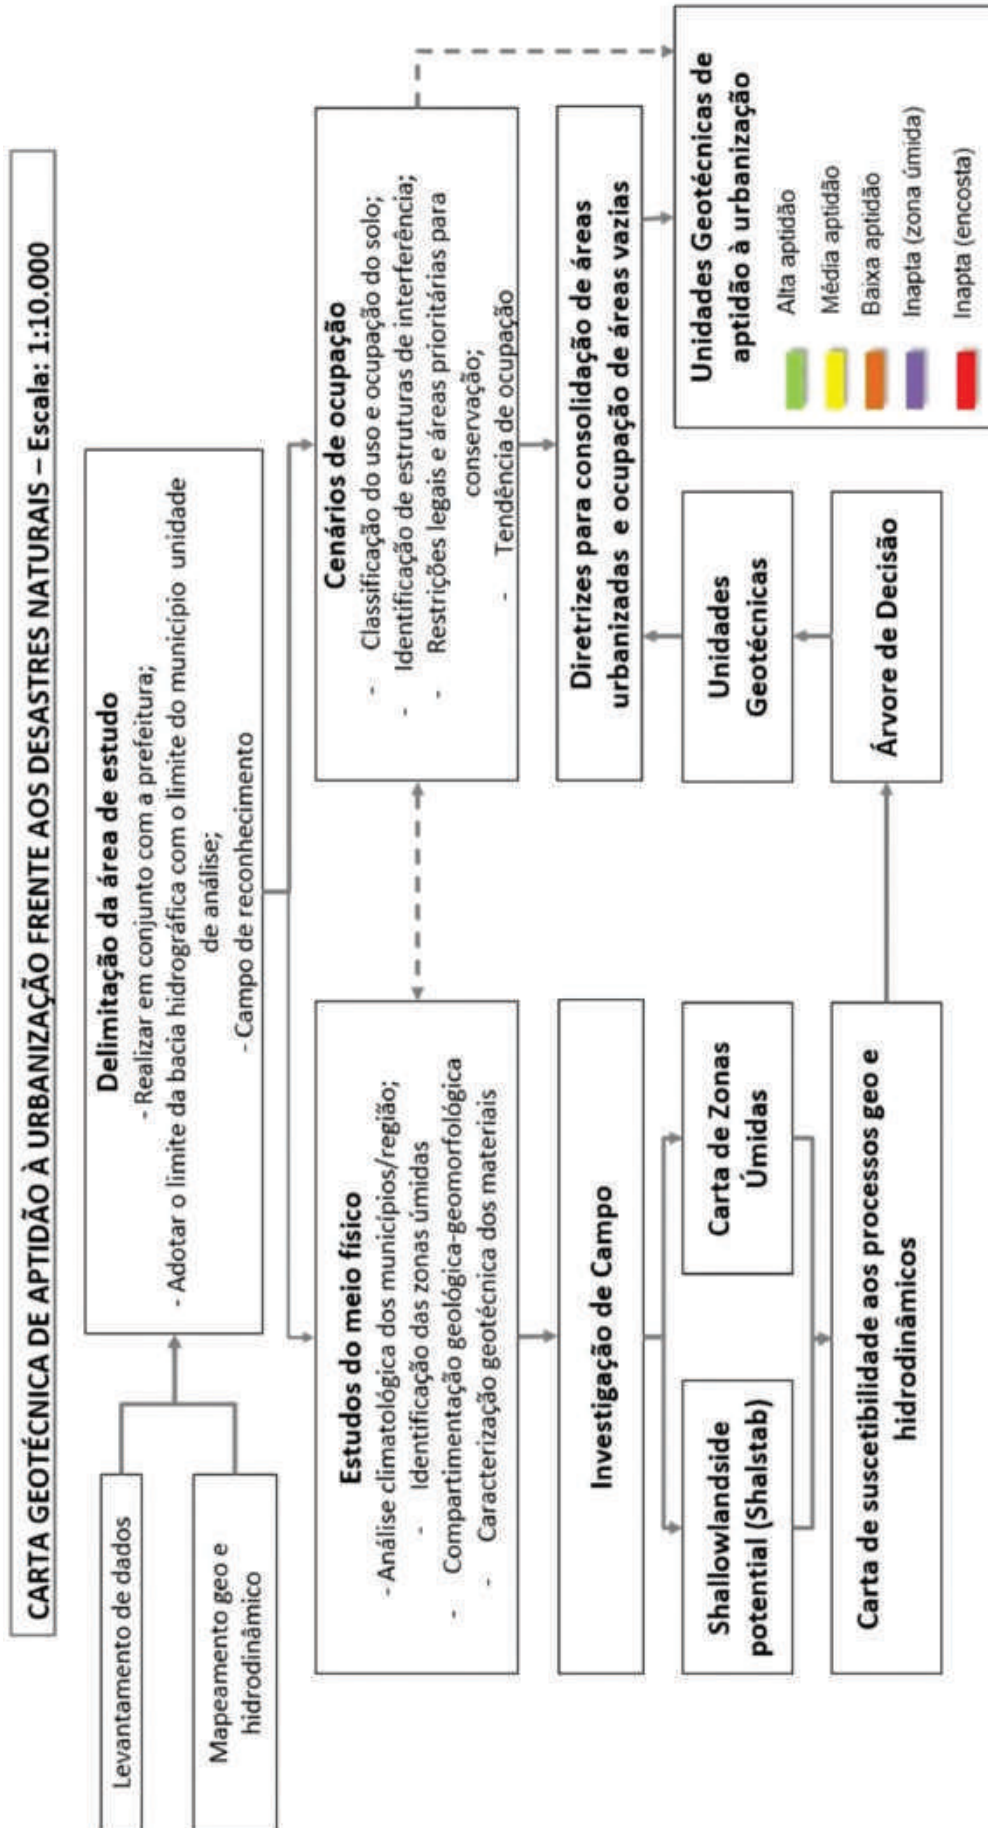 CARTA GEOTÉCNICA DE APTIDÃO À URBANIZAÇÃO FRENTE AOS DESASTRES NATURAIS – Escala: 1:10.000
Levantamento de dados
Mapeamento geo e
hidrodinâmico
Delimitação da área de estudo
- Realizar em conjunto com a prefeitura;
- Adotar o limite da bacia hidrográfica com o limite do município unidade
de análise;
- Campo de reconhecimento
Estudos do meio físico
- Análise climatológica dos municípios/região;
- Identificação das zonas úmidas
- Compartimentação geológica-geomorfológica
- Caracterização geotécnica dos materiais
Investigação de Campo
Shallowlandside
potential (Shalstab)
Carta de Zonas
Úmidas
Carta de suscetibilidade aos processos geo e
hidrodinâmicos
Cenários de ocupação
- Classificação do uso e ocupação do solo;
- Identificação de estruturas de interferência;
- Restrições legais e áreas prioritárias para
conservação;
- Tendência de ocupação
Diretrizes para consolidação de áreas
urbanizadas e ocupação de áreas vazias
Unidades
Geotécnicas
Árvore de Decisão
Unidades Geotécnicas de
aptidão à urbanização
Alta aptidão
Média aptidão
Baixa aptidão
Inapta (zona úmida)
Inapta (encosta)